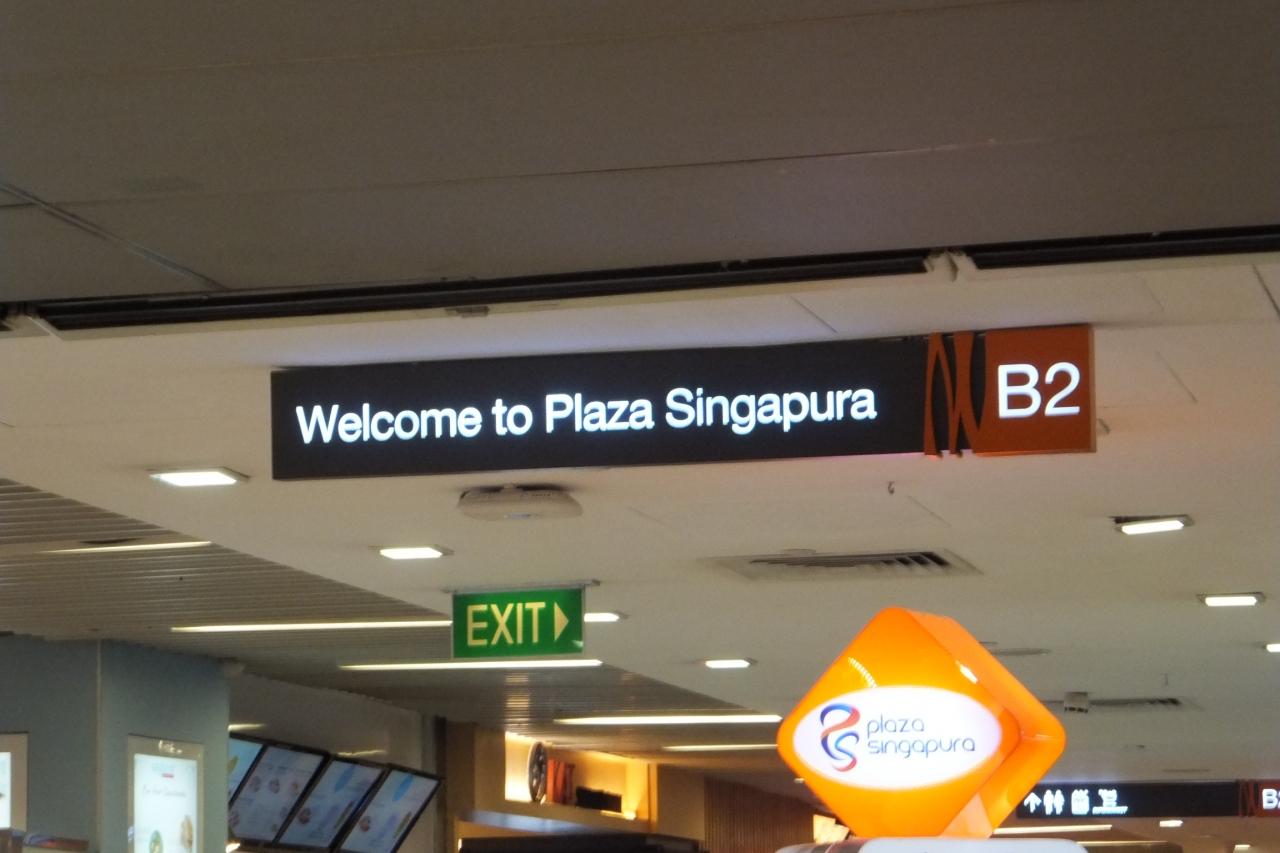 Welcome to Plaza Singapura
B2
EXIT
plaza
singapura